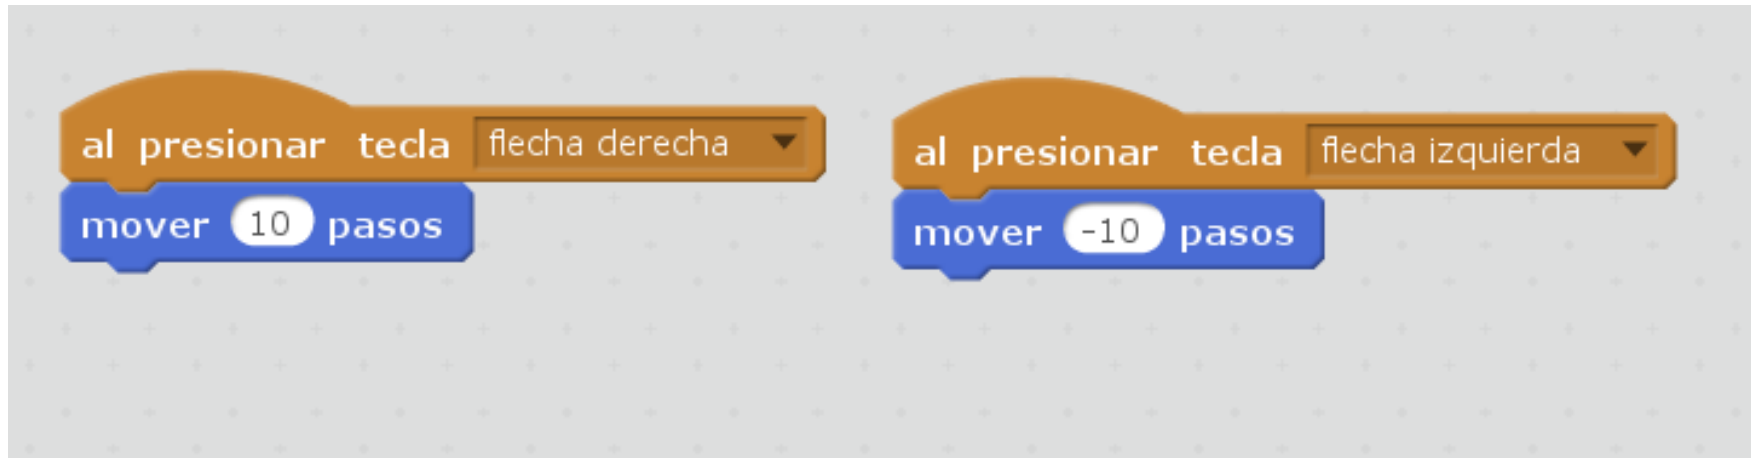 al presionar tecla flecha derecha
mover 10 pasos
al presionar tecla flecha izquierda
mover -10 pasos